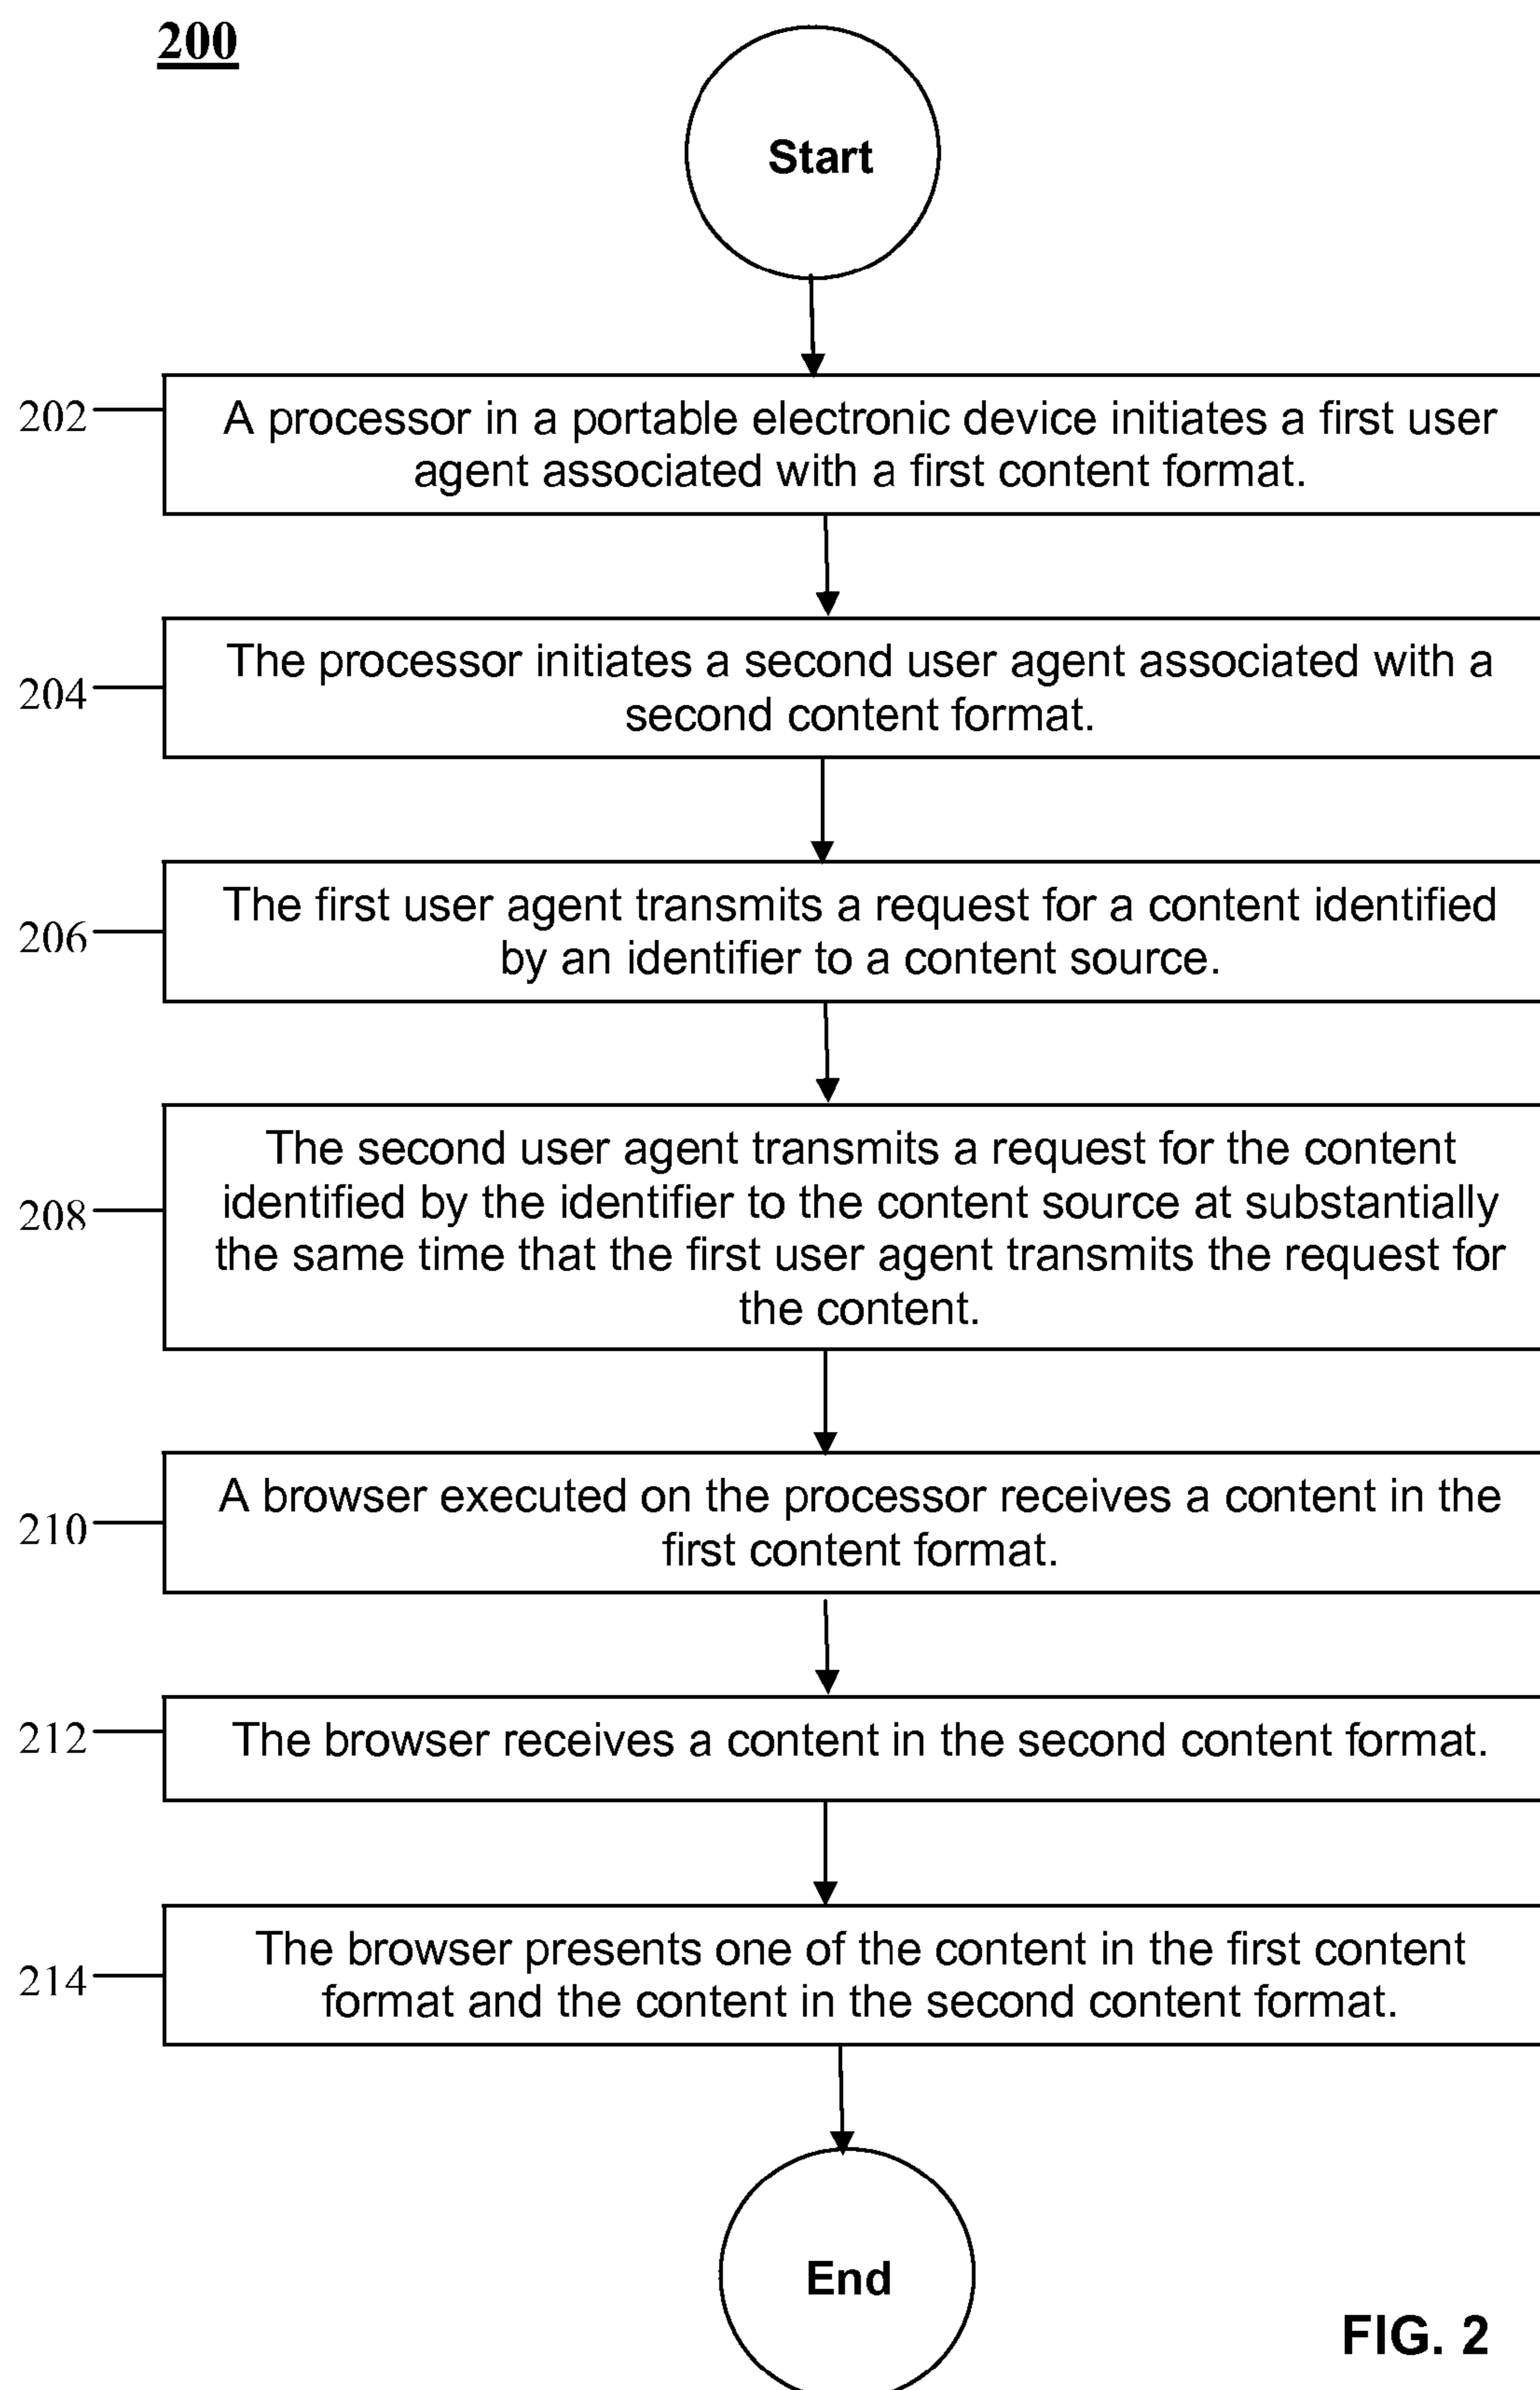 200
Start
202
A processor in a portable electronic device initiates a first user
agent associated with a first content format.
204
The processor initiates a second user agent associated with a
second content format.
206
The first user agent transmits a request for a content identified
by an identifier to a content source.
208
The second user agent transmits a request for the content
identified by the identifier to the content source at substantially
the same time that the first user agent transmits the request for
the content.
210
A browser executed on the processor receives a content in the
first content format.
212
The browser receives a content in the second content format.
214
The browser presents one of the content in the first content
format and the content in the second content format.
End
FIG. 2